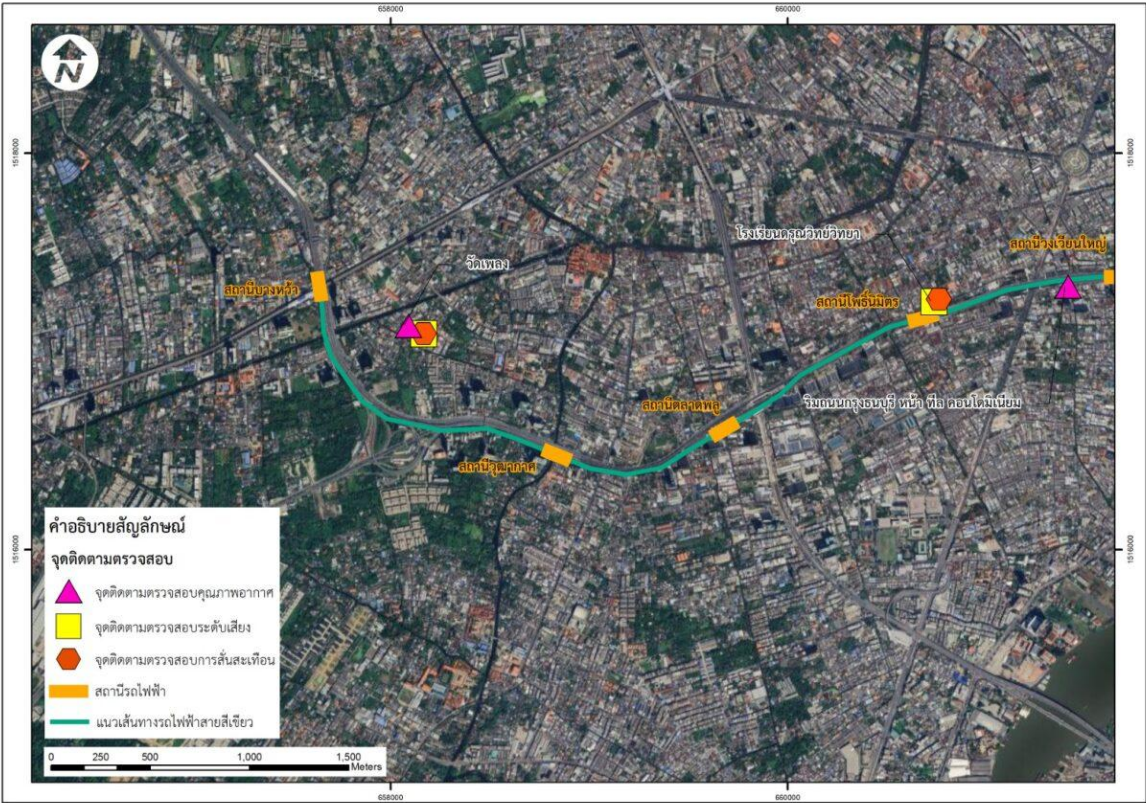 658000
660000
N
1518000
1518000
โรงเรียนดรุณวิทย์วิทยา
สถานีวงเวียนใหญ่
วัดเพลง
สถานีบางหว้า
สถานีโพธิ์นิมิตร
ริมถนนกรุงธนบุรี หน้า พีล คอนโดมิเนียม
สถานีตลาดพลู
สถานีวุฒากาศ
คำอธิบายสัญลักษณ์
จุดติดตามตรวจสอบ
จุดติดตามตรวจสอบคุณภาพอากาศ
จุดติดตามตรวจสอบระดับเสียง
จุดติดตามตรวจสอบการสั่นสะเทือน
สถานีรถไฟฟ้า
แนวเส้นทางรถไฟฟ้าสายสีเขียว
1516000
1516000
0 250 500 1,000 1,500
Meters
658000
660000